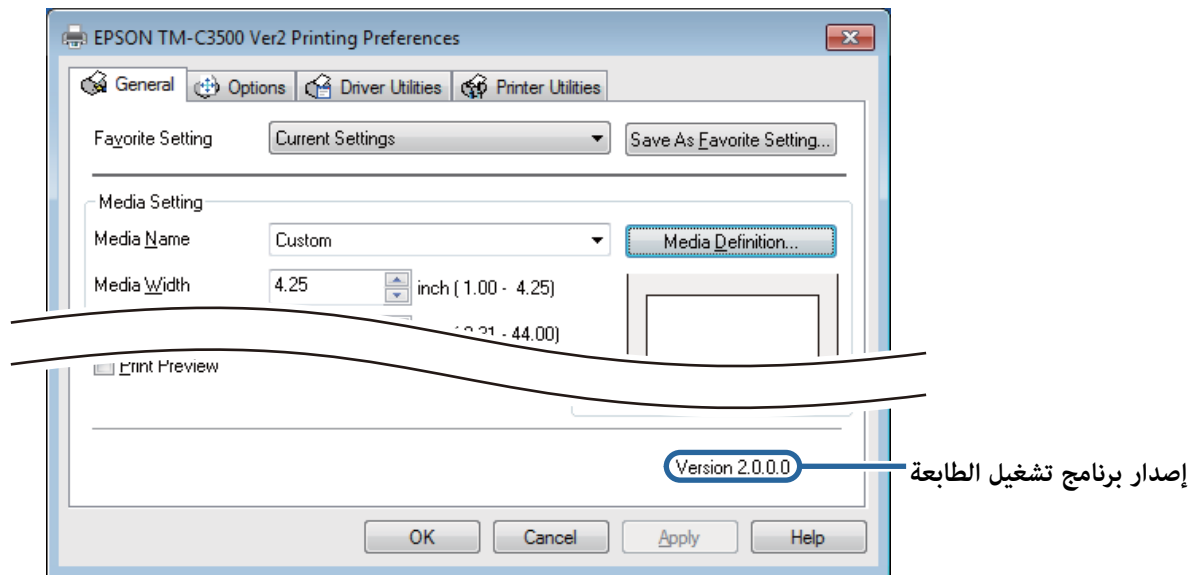 EPSON TM-C3500 Ver2 Printing Preferences
General Options Driver Utilities Printer Utilities
Favorite Setting Current Settings Save As Favorite Setting...
Media Setting
Media Name Custom Media Definition...
Media Width 4.25 inch ( 1.00 - 4.25)
- 44.00)
Print Preview
Version 2.0.0.0
إصدار برنامج تشغيل الطابعة
OK Cancel Apply Help